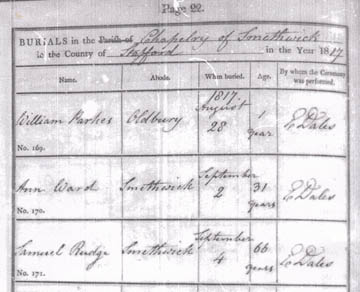 Page 22.
BURIALS in the Parish of Chapelry of Smethwick
in the County of Stafford in the Year 1817
Name. Abode. When buried. Age. By whom the Ceremony was performed.
William Parkes Oldbury 1817. August 28 1 year E Dales
No. 169.
Ann Ward Smethwick September 2 31 years E Dales
No. 170.
Samuel Rudge Smethwick September 4 66 years E Dales
No. 171.